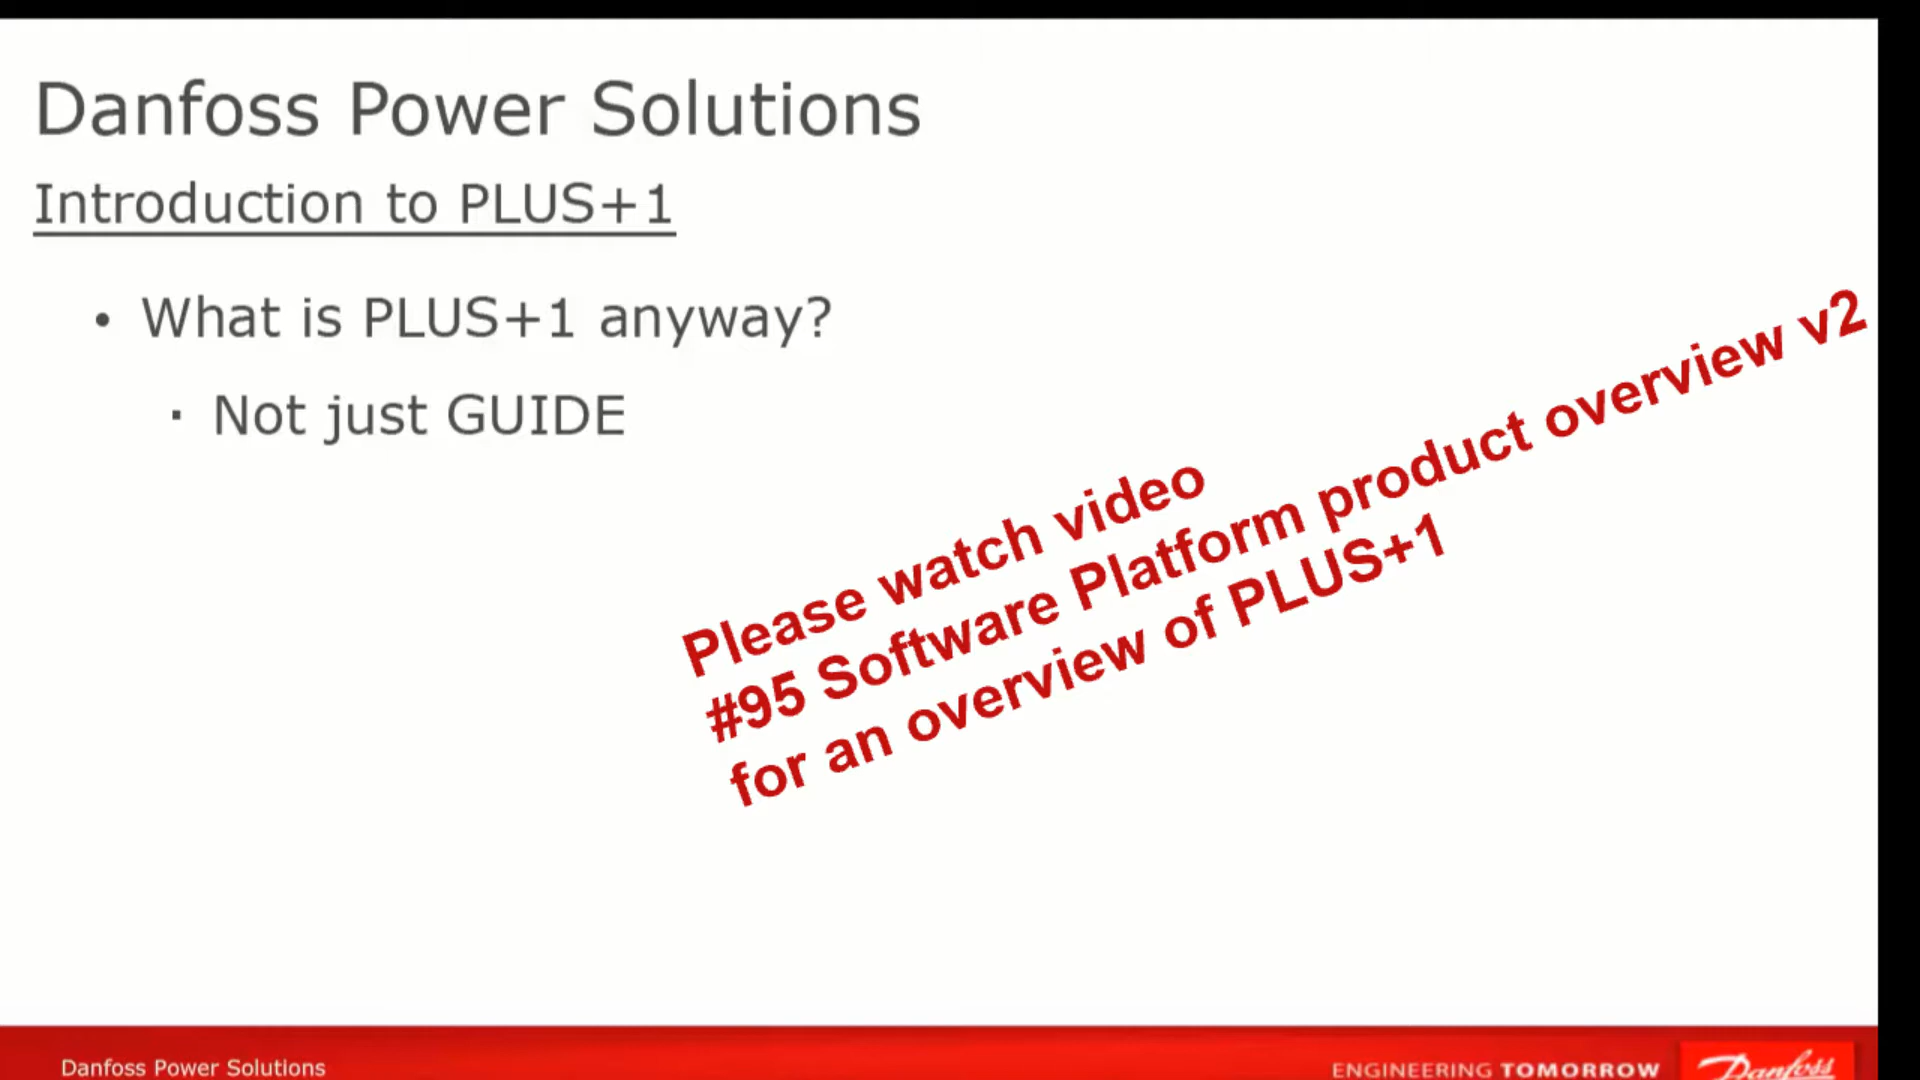 Danfoss Power Solutions
Introduction to PLUS+1
• What is PLUS+1 anyway?
▪ Not just GUIDE
Please watch video
#95 Software Platform product overview v2
for an overview of PLUS+1
Danfoss Power Solutions
ENGINEERING TOMORROW
Danfoss